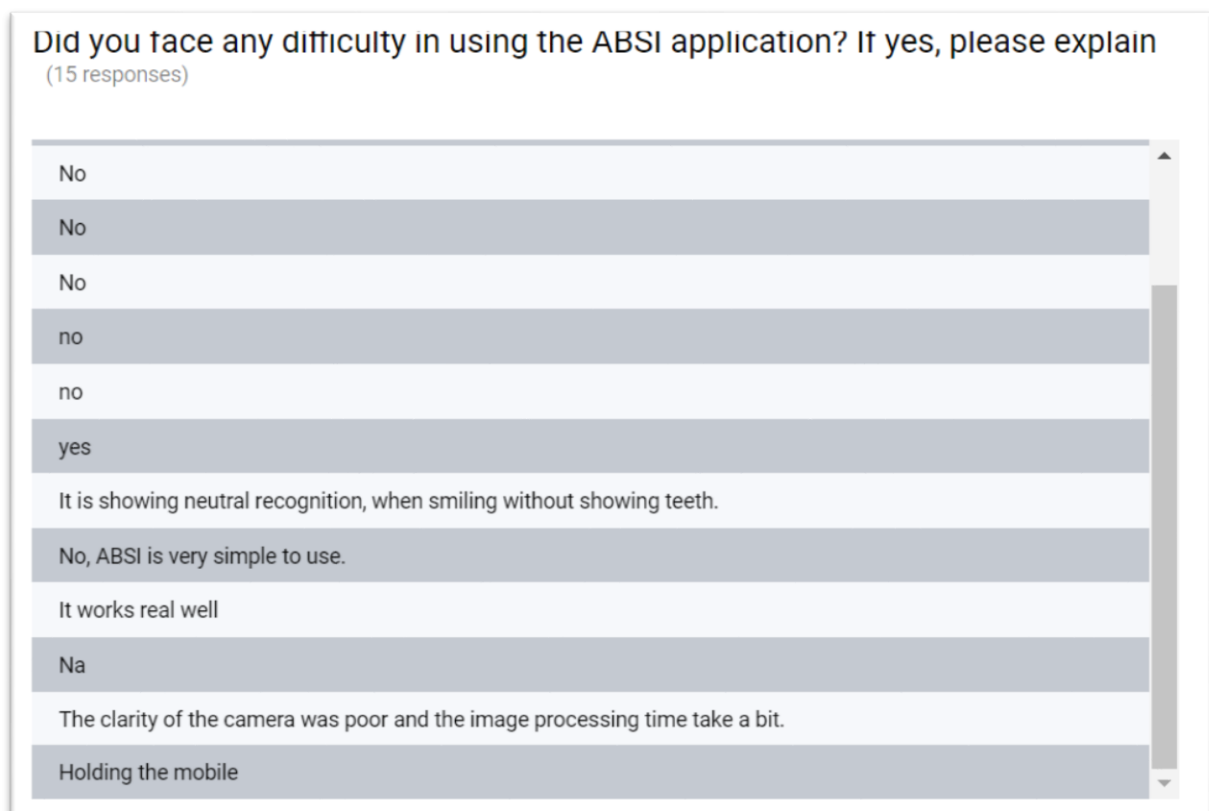 Did you face any difficulty in using the ABSI application? If yes, please explain
(15 responses)
No
No
No
no
no
yes
It is showing neutral recognition, when smiling without showing teeth.
No, ABSI is very simple to use.
It works real well
Na
The clarity of the camera was poor and the image processing time take a bit.
Holding the mobile